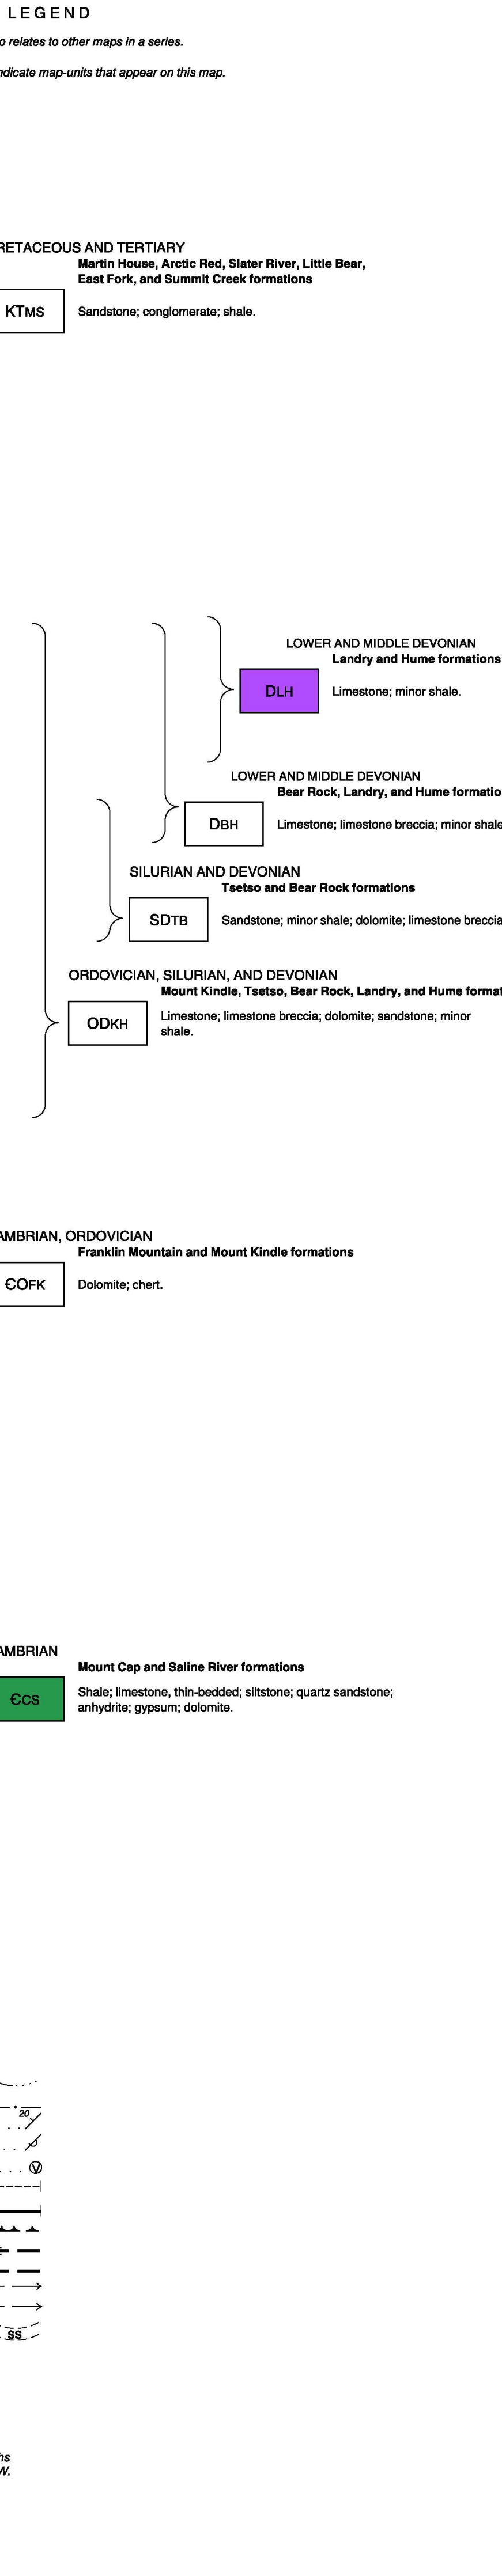 LEGEND
o relates to other maps in a series.
ndicate map-units that appear on this map.
RETACEOUS AND TERTIARY
Martin House, Arctic Red, Slater River, Little Bear,
East Fork, and Summit Creek formations
KTMS
Sandstone; conglomerate; shale.
LOWER AND MIDDLE DEVONIAN
Landry and Hume formations
DLH
Limestone; minor shale.
LOWER AND MIDDLE DEVONIAN
Bear Rock, Landry, and Hume formatio
DBH
Limestone; limestone breccia; minor shale
SILURIAN AND DEVONIAN
Tsetso and Bear Rock formations
SDTB
Sandstone; minor shale; dolomite; limestone breccia
ORDOVICIAN, SILURIAN, AND DEVONIAN
Mount Kindle, Tsetso, Bear Rock, Landry, and Hume format
ODKH
Limestone; limestone breccia; dolomite; sandstone; minor
shale.
AMBRIAN, ORDOVICIAN
Franklin Mountain and Mount Kindle formations
ЄOFK
Dolomite; chert.
AMBRIAN
Mount Cap and Saline River formations
ЄCS
Shale; limestone, thin-bedded; siltstone; quartz sandstone;
anhydrite; gypsum; dolomite.
20
V
SS
hs
W.